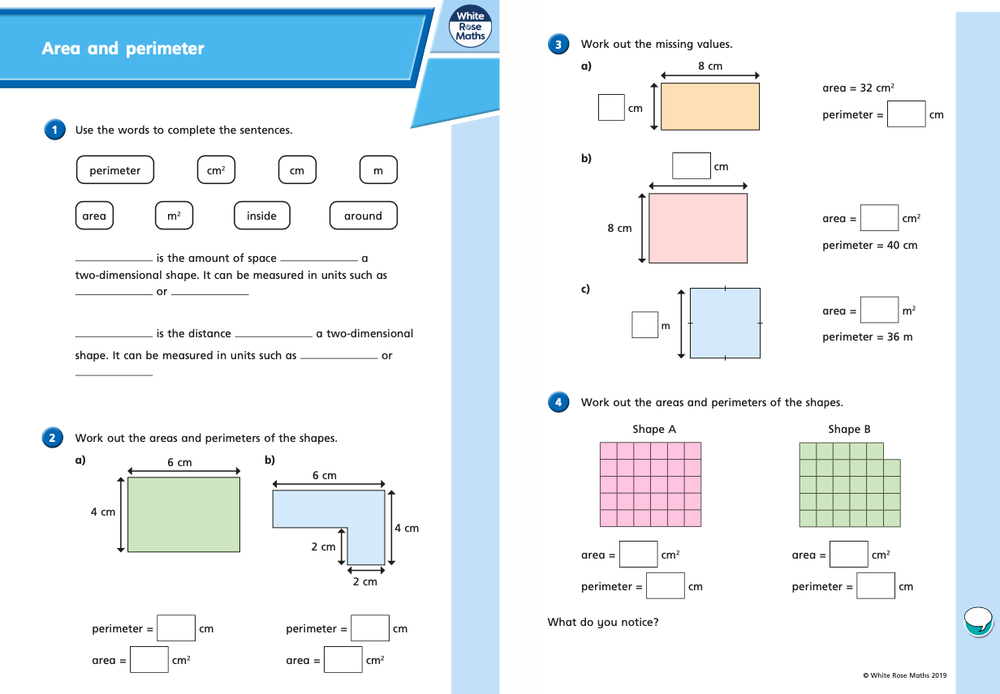 Area and perimeter
White
Rose
Maths
1 Use the words to complete the sentences.
perimeter cm² cm m
area m² inside around
____________ is the amount of space ____________ a
two-dimensional shape. It can be measured in units such as
____________ or ____________
____________ is the distance ____________ a two-dimensional
shape. It can be measured in units such as ____________ or
____________
2 Work out the areas and perimeters of the shapes.
a)
6 cm
4 cm
perimeter = cm
area = cm²
b)
6 cm
4 cm
2 cm
2 cm
perimeter = cm
area = cm²
3 Work out the missing values.
a)
8 cm
cm
area = 32 cm²
perimeter = cm
b)
cm
8 cm
area = cm²
perimeter = 40 cm
c)
m
area = m²
perimeter = 36 m
4 Work out the areas and perimeters of the shapes.
Shape A
area = cm²
perimeter = cm
Shape B
area = cm²
perimeter = cm
What do you notice?
© White Rose Maths 2019